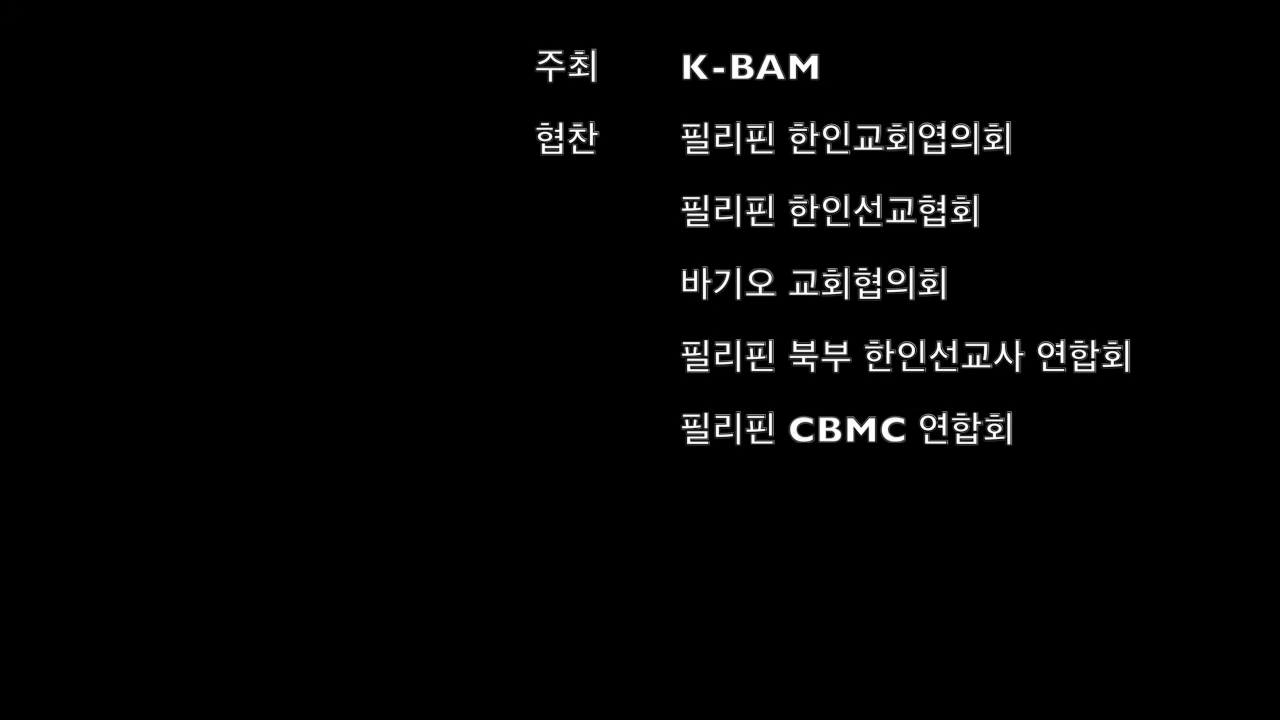 주최 K-BAM
협찬 필리핀 한인교회엽의회
필리핀 한인선교협회
바기오 교회협의회
필리핀 북부 한인선교사 연합회
필리핀 CBMC 연합회